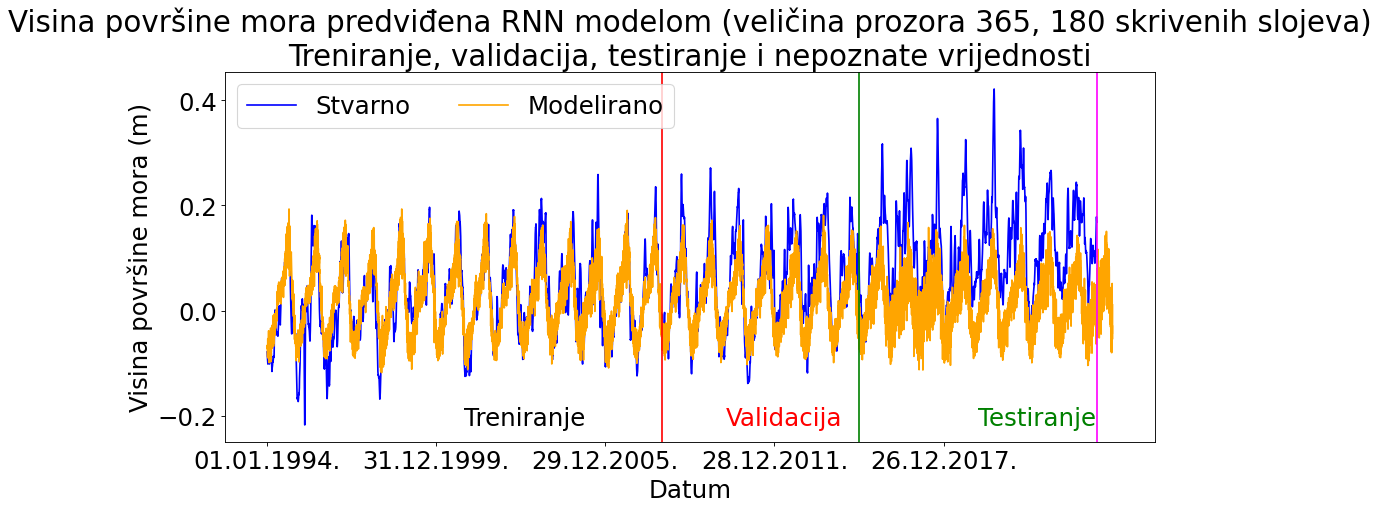 Visina površine mora predviđena RNN modelom (veličina prozora 365, 180 skrivenih slojeva)
Treniranje, validacija, testiranje i nepoznate vrijednosti
Stvarno Modelirano
Visina površine mora (m)
0.4
0.2
0.0
−0.2
Treniranje Validacija Testiranje
01.01.1994. 31.12.1999. 29.12.2005. 28.12.2011. 26.12.2017.
Datum